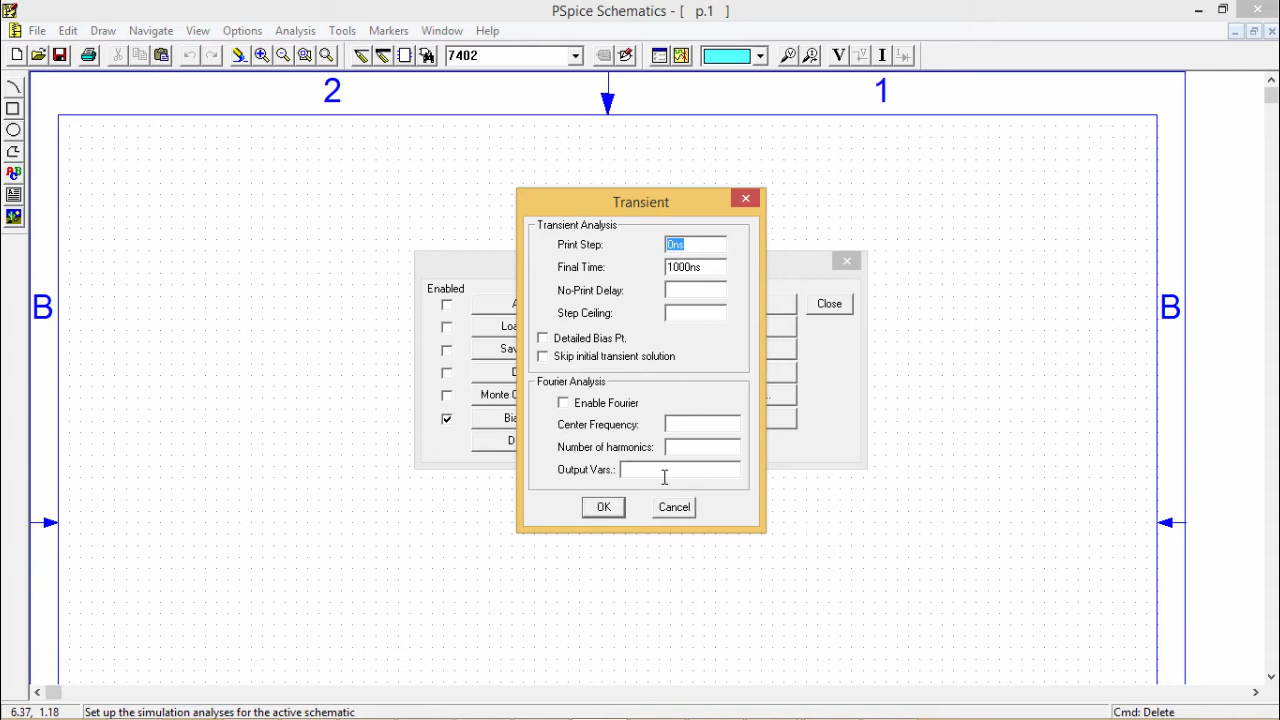 PSpice Schematics - [ p.1 ]
File Edit Draw Navigate View Options Analysis Tools Markers Window Help
7402
V V I
ABC
2 1
B B
Enabled
Close
Monte C
Transient
Transient Analysis
Print Step: 0ns
Final Time: 1000ns
No-Print Delay:
Step Ceiling:
Detailed Bias Pt.
Skip initial transient solution
Fourier Analysis
Enable Fourier
Center Frequency:
Number of harmonics:
Output Vars.:
OK Cancel
6.37, 1.18 Set up the simulation analyses for the active schematic Cmd: Delete